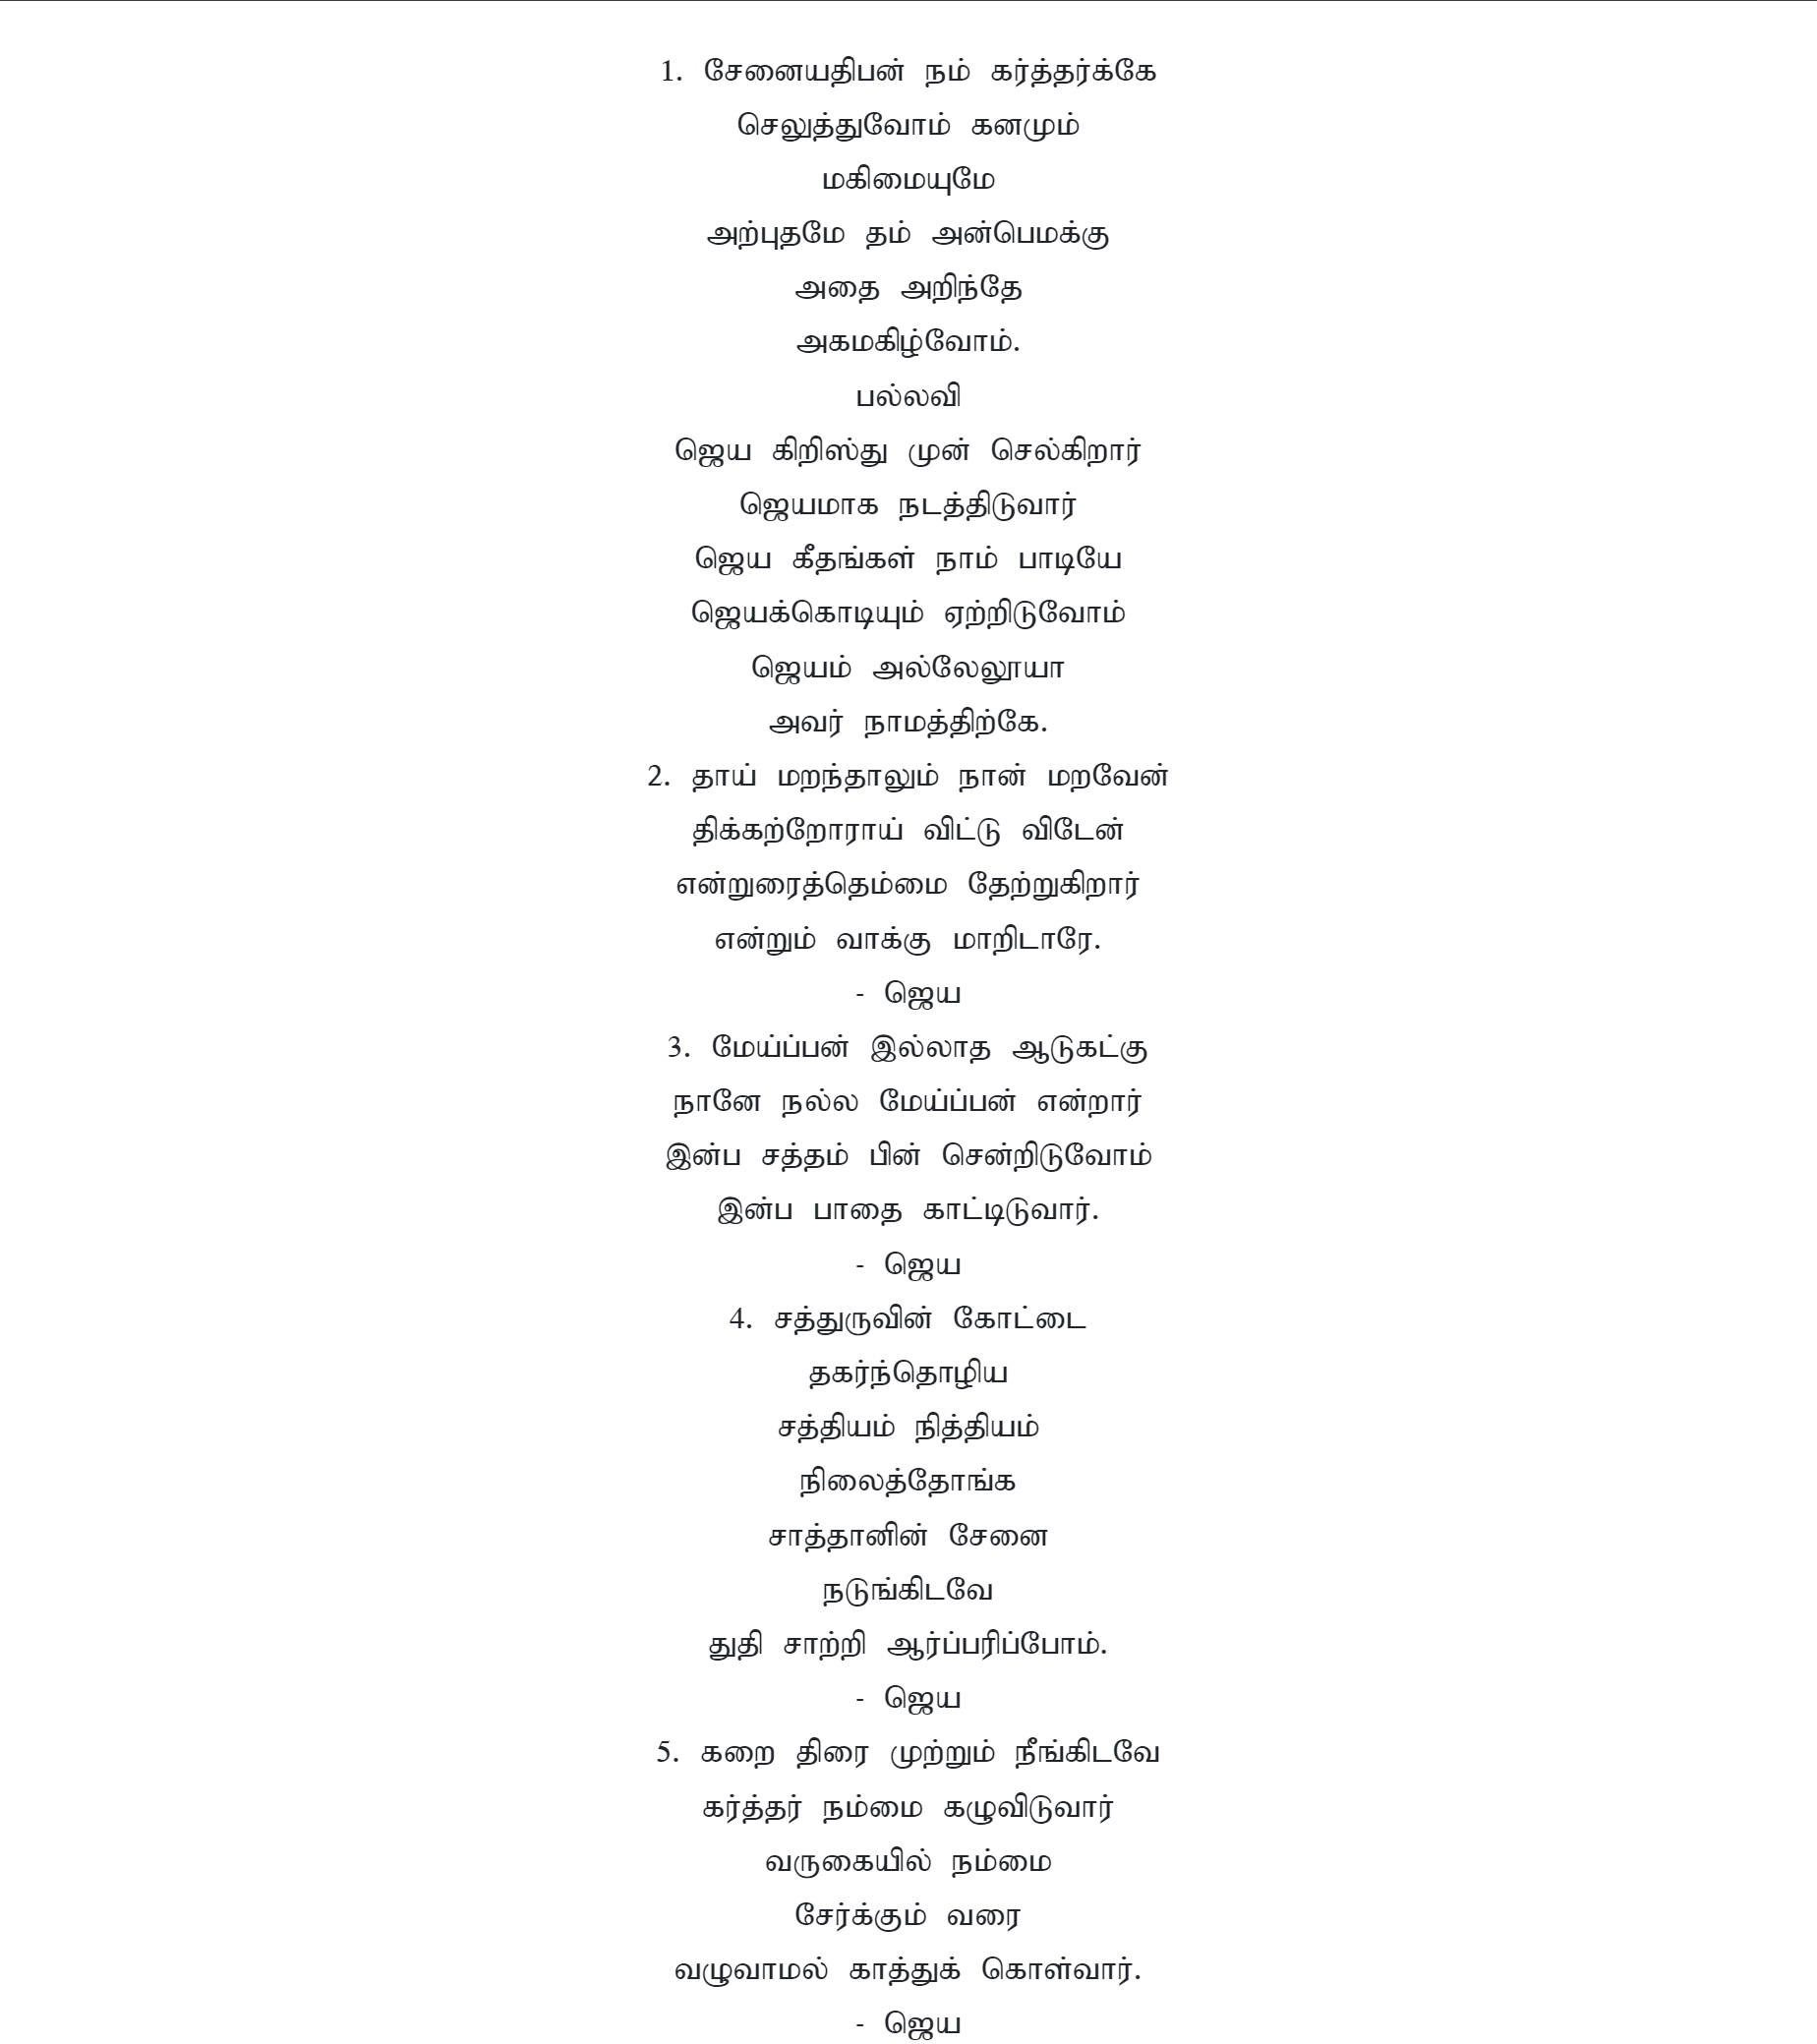 1. சேனையதிபன் நம் கர்த்தர்க்கே
செலுத்துவோம் கனமும்
மகிமையுமே
அற்புதமே தம் அன்பெமக்கு
அதை அறிந்தே
அகமகிழ்வோம்.
பல்லவி
ஜெய கிறிஸ்து முன் செல்கிறார்
ஜெயமாக நடத்திடுவார்
ஜெய கீதங்கள் நாம் பாடியே
ஜெயக்கொடியும் ஏற்றிடுவோம்
ஜெயம் அல்லேலூயா
அவர் நாமத்திற்கே.
2. தாய் மறந்தாலும் நான் மறவேன்
திக்கற்றோராய் விட்டு விடேன்
என்றுரைத்தெம்மை தேற்றுகிறார்
என்றும் வாக்கு மாறிடாரே.
- ஜெய
3. மேய்ப்பன் இல்லாத ஆடுகட்கு
நானே நல்ல மேய்ப்பன் என்றார்
இன்ப சத்தம் பின் சென்றிடுவோம்
இன்ப பாதை காட்டிடுவார்.
- ஜெய
4. சத்துருவின் கோட்டை
தகர்ந்தொழிய
சத்தியம் நித்தியம்
நிலைத்தோங்க
சாத்தானின் சேனை
நடுங்கிடவே
துதி சாற்றி ஆர்ப்பரிப்போம்.
- ஜெய
5. கறை திரை முற்றும் நீங்கிடவே
கர்த்தர் நம்மை கழுவிடுவார்
வருகையில் நம்மை
சேர்க்கும் வரை
வழுவாமல் காத்துக் கொள்வார்.
- ஜெய